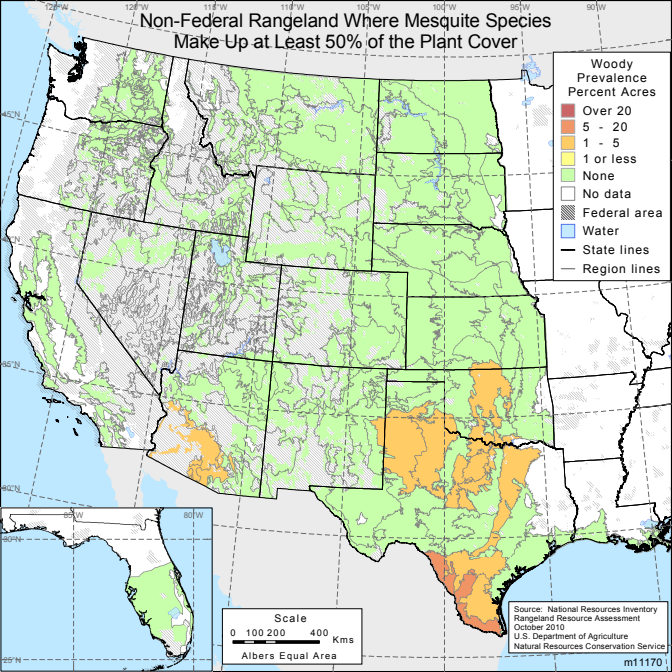 Non-Federal Rangeland Where Mesquite Species
Make Up at Least 50% of the Plant Cover
125°W
120°W
115°W
110°W
105°W
100°W
95°W
90°W
Woody
Prevalence
Percent Acres
Over 20
5 - 20
1 - 5
1 or less
None
No data
Federal area
Water
State lines
Region lines
45°N
40°N
35°N
30°N
85°W
80°W
30°N
25°N
Scale
0 100 200 400 Kms
Albers Equal Area
Source: National Resources Inventory
Rangeland Resource Assessment
October 2010
U.S. Department of Agriculture
Natural Resources Conservation Service
m11170